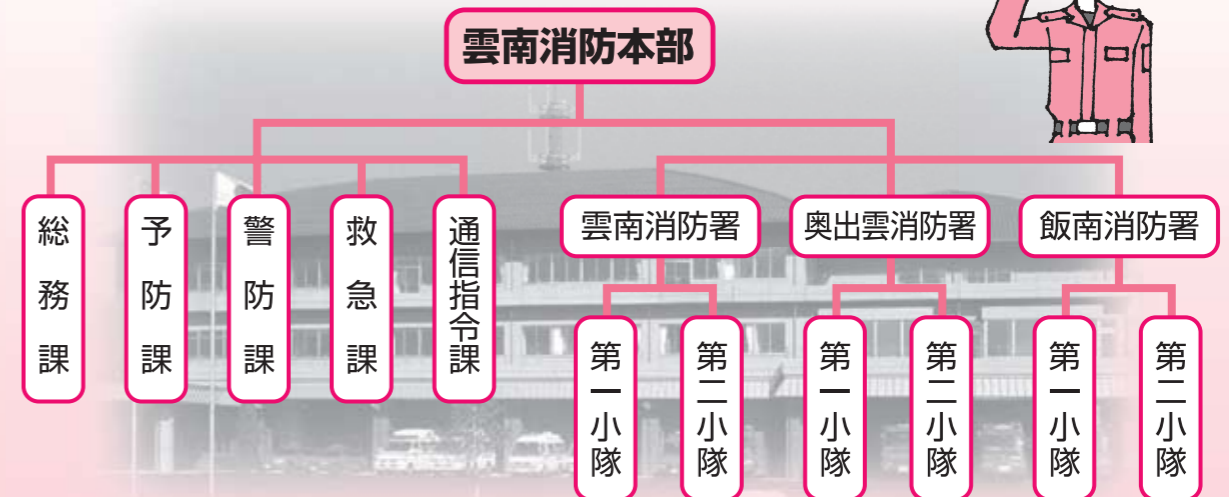 雲南消防本部
総務課
予防課
警防課
救急課
通信指令課
雲南消防署
奥出雲消防署
飯南消防署
第一小隊
第二小隊
第一小隊
第二小隊
第一小隊
第二小隊